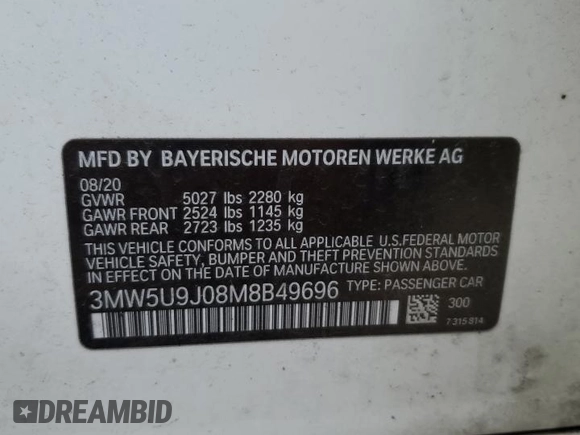 MFD BY BAYERISCHE MOTOREN WERKE AG
08/20
GVWR 5027 lbs 2280 kg
GAWR FRONT 2524 lbs 1145 kg
GAWR REAR 2723 lbs 1235 kg
THIS VEHICLE CONFORMS TO ALL APPLICABLE U.S.FEDERAL MOTOR
VEHICLE SAFETY, BUMPER AND THEFT PREVENTION STANDARDS
IN EFFECT ON THE DATE OF MANUFACTURE SHOWN ABOVE.
3MW5U9J08M8B49696 TYPE: PASSENGER CAR
300
7315814
DREAMBID